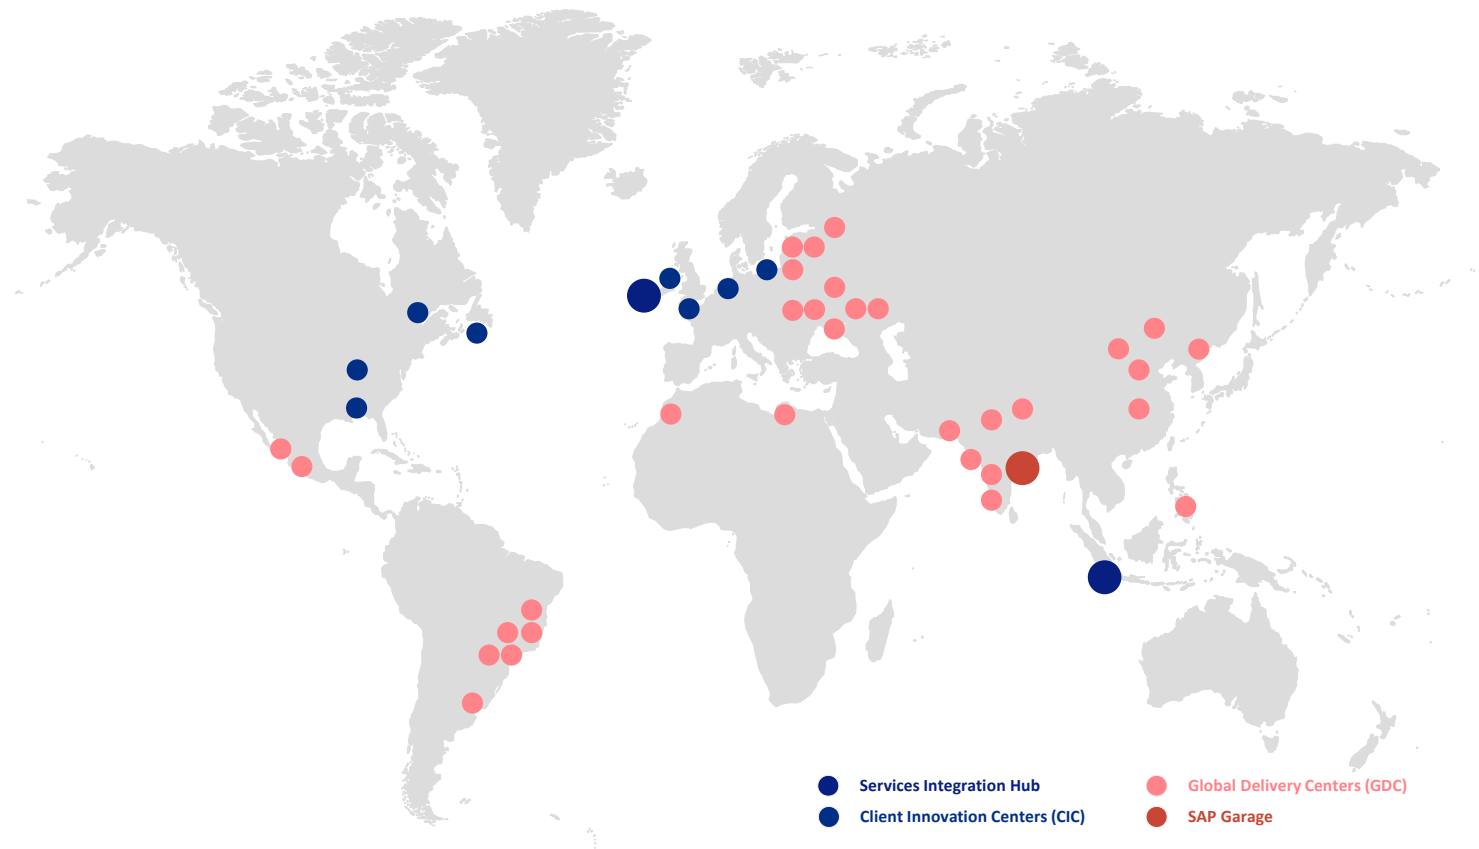 Services Integration Hub
Client Innovation Centers (CIC)
Global Delivery Centers (GDC)
SAP Garage